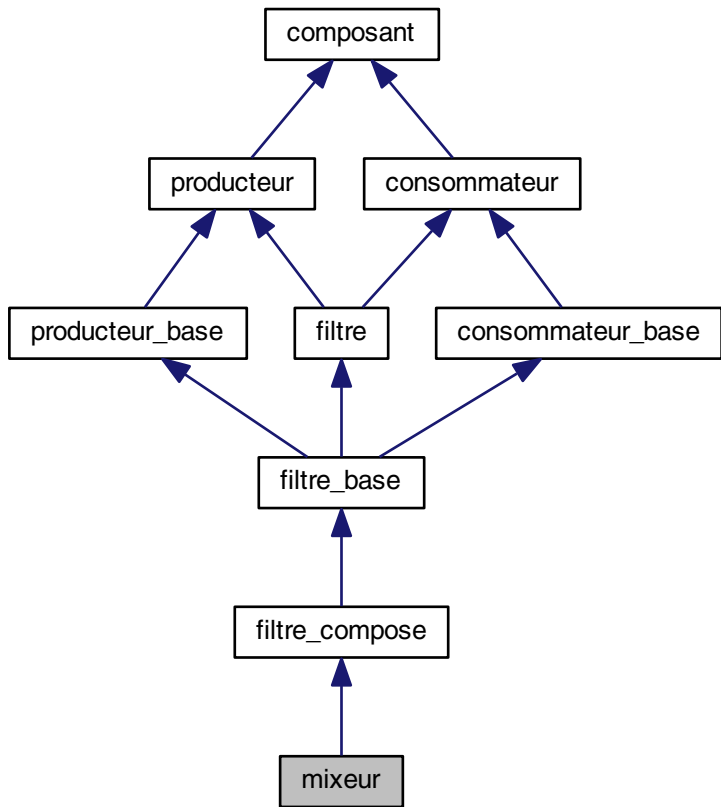 composant
producteur
consommateur
producteur_base
filtre
consommateur_base
filtre_base
filtre_compose
mixeur